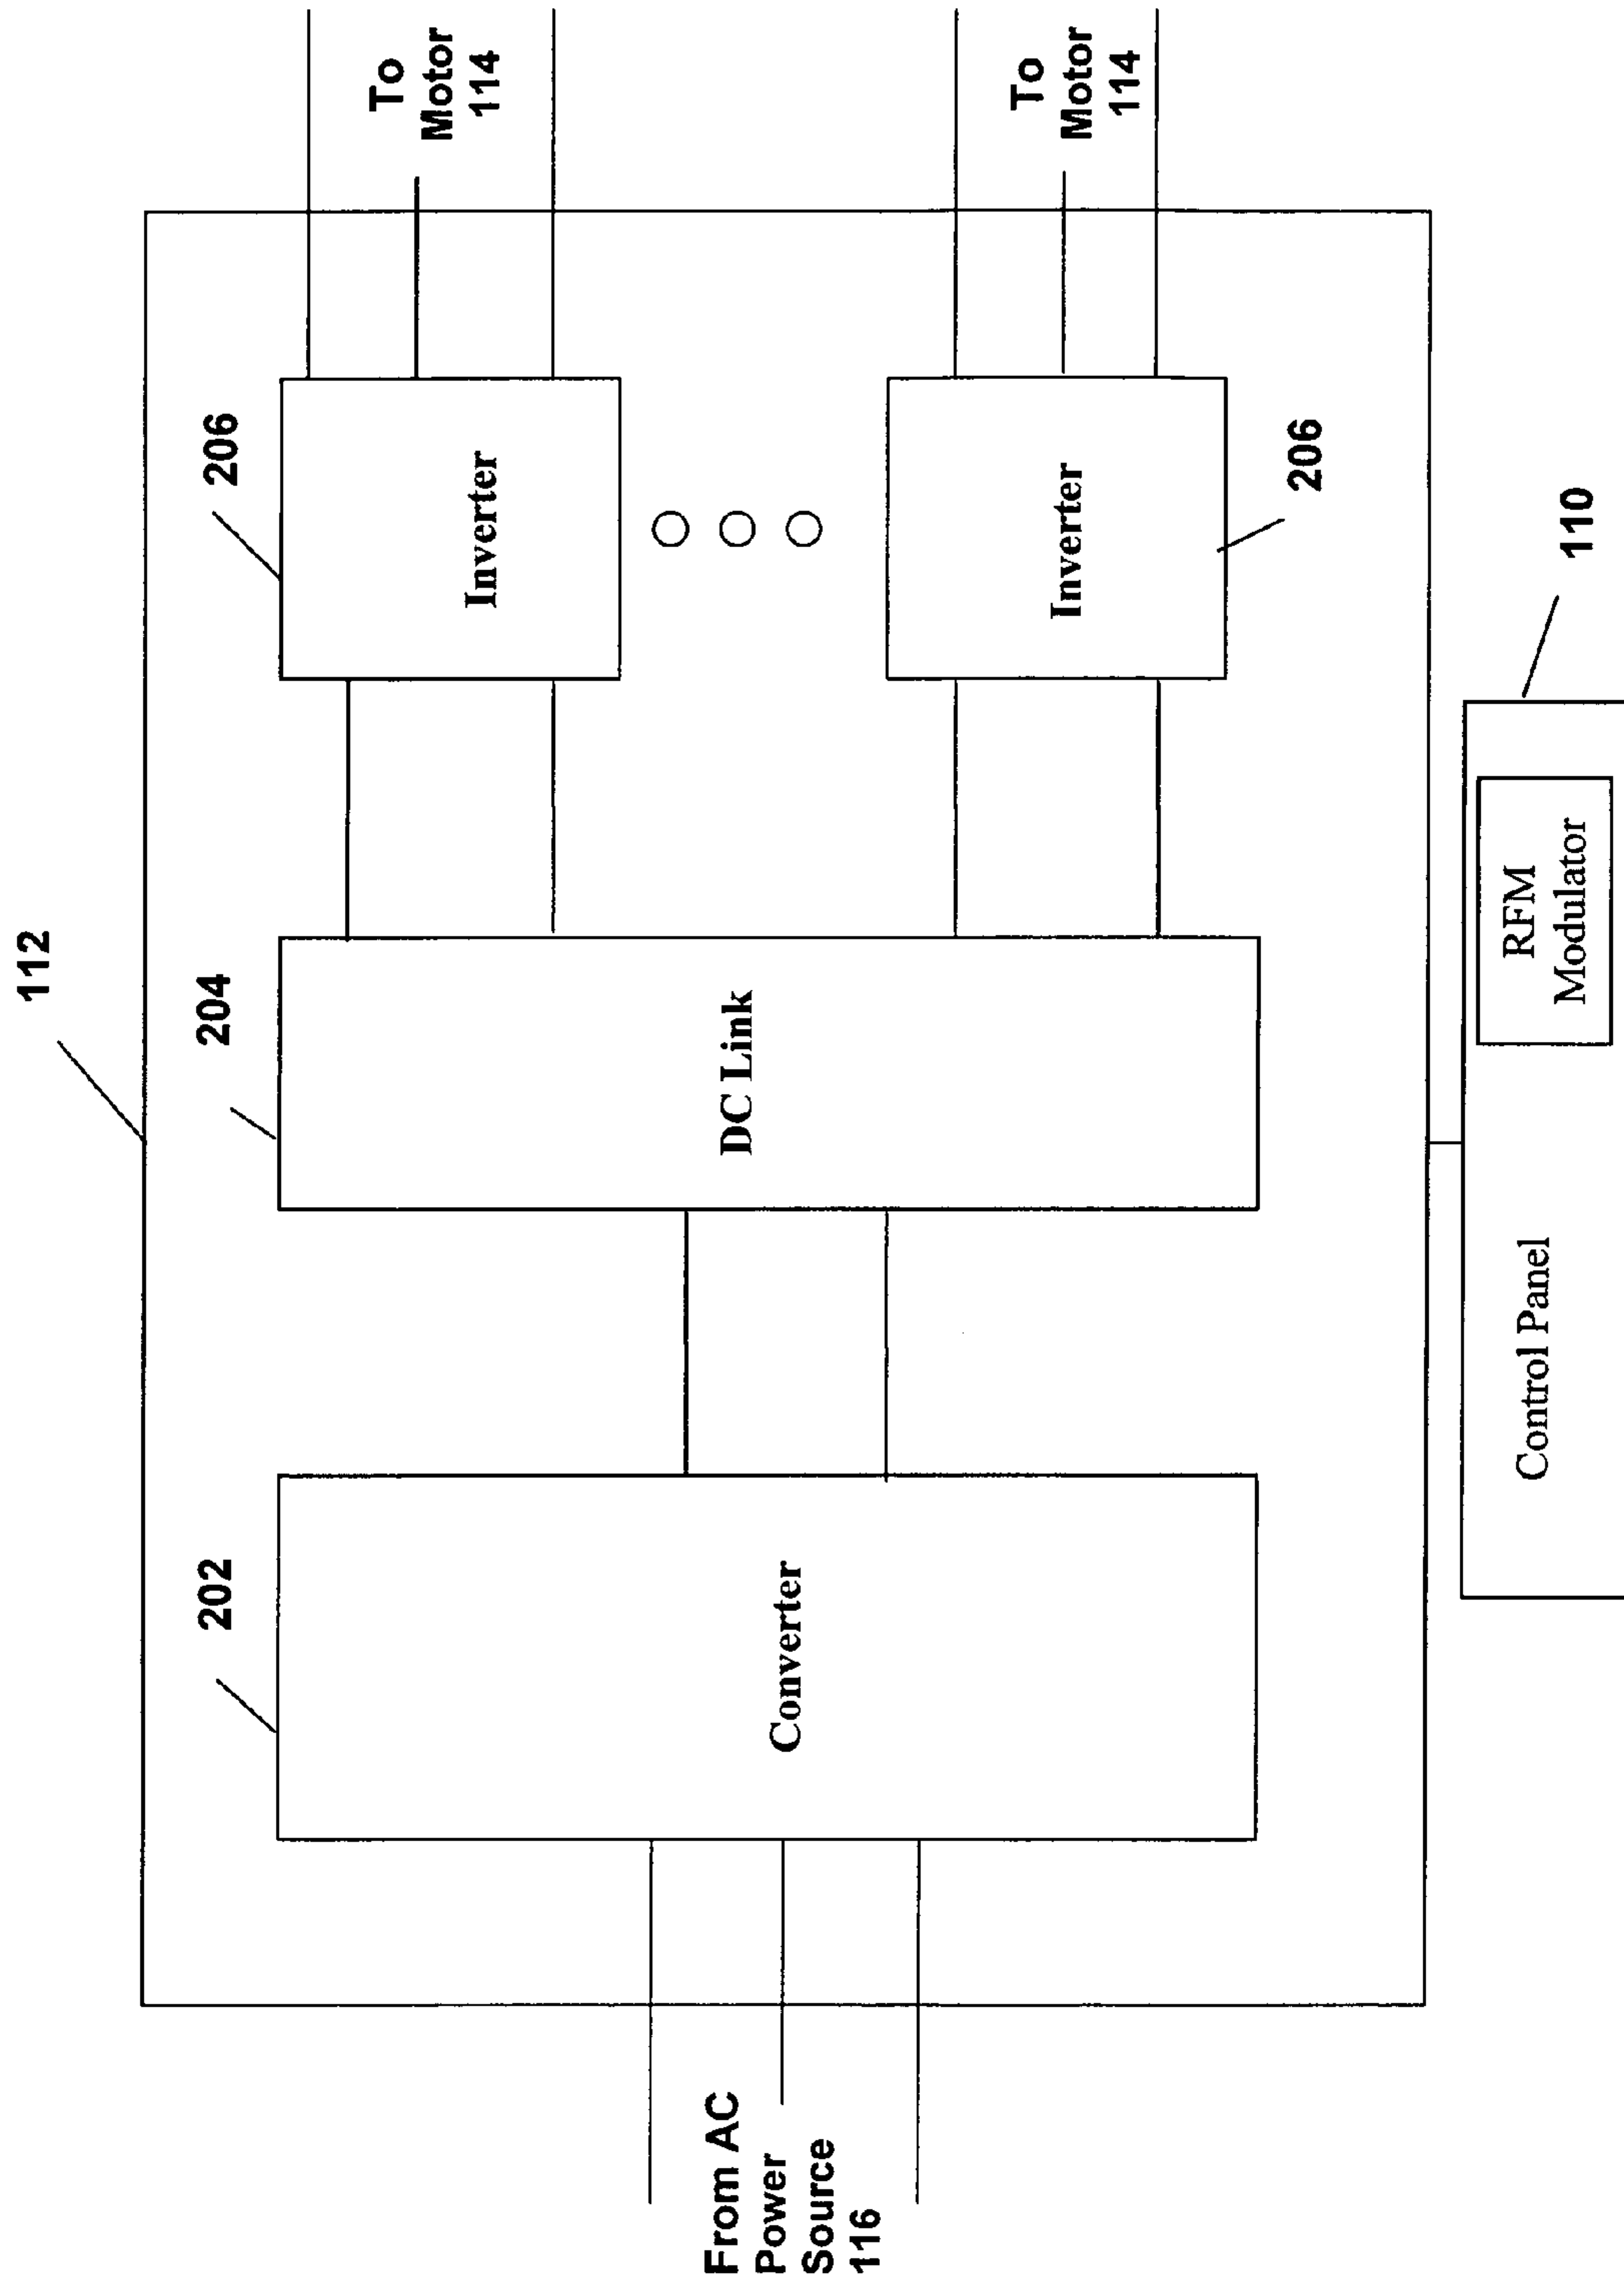 112
202
204
206
From AC
Power
Source
116
Converter
DC Link
Inverter
To
Motor
114
Inverter
206
To
Motor
114
110
Control Panel
RFM
Modulator